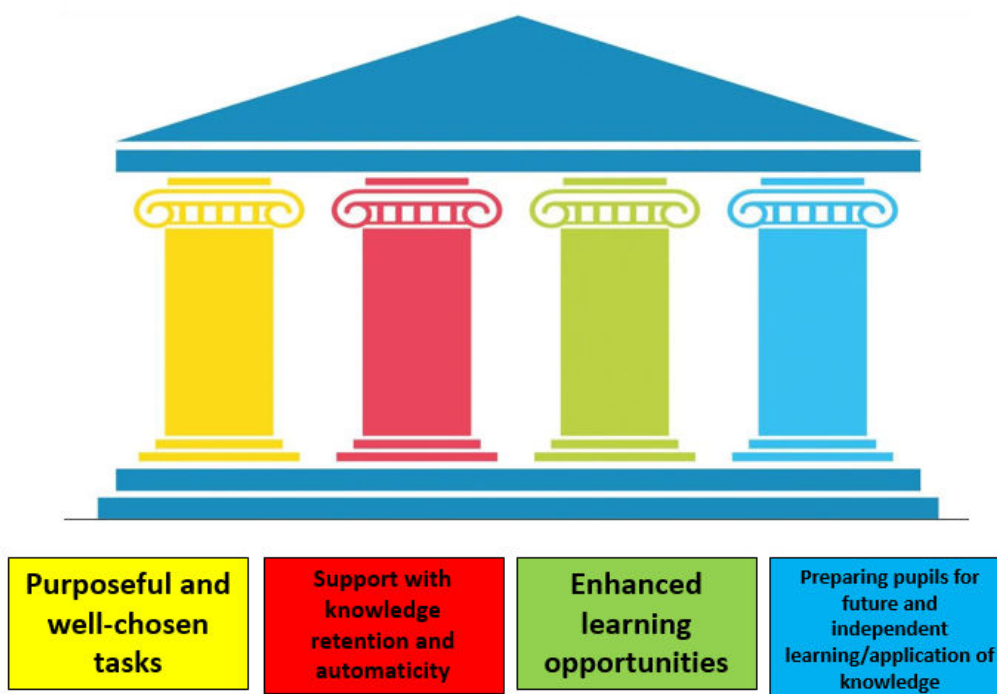 Purposeful and
well-chosen
tasks
Support with
knowledge
retention and
automaticity
Enhanced
learning
opportunities
Preparing pupils for
future and
independent
learning/application of
knowledge